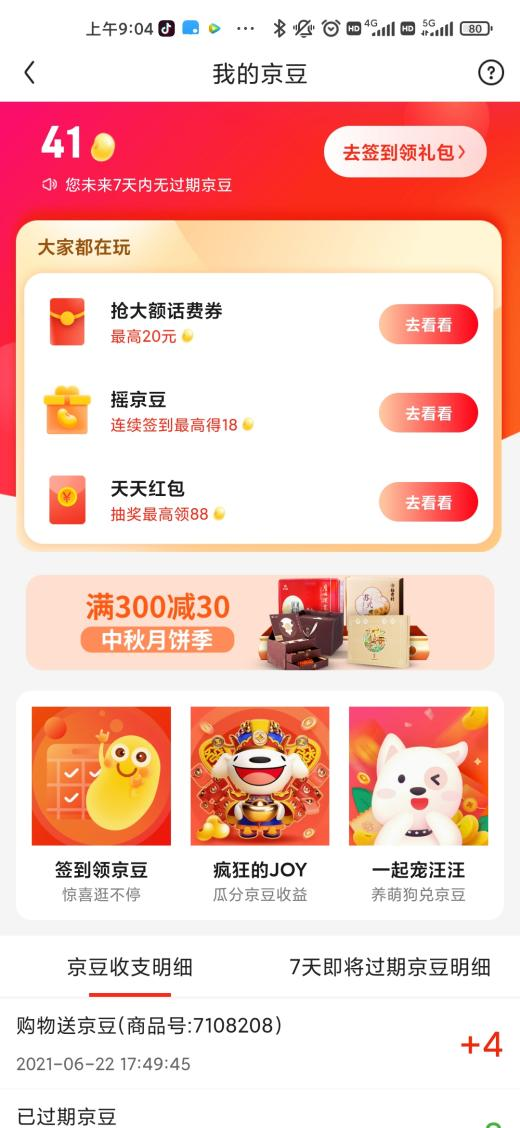 上午9:04
4G
HD
HD
5G
80
我的京豆
?
41
去签到领礼包
您未来7天内无过期京豆
大家都在玩
抢大额话费券
最高20元
去看看
摇京豆
连续签到最高得18
去看看
¥
天天红包
抽奖最高领88
去看看
满300减30
中秋月饼季
签到领京豆
惊喜逛不停
疯狂的JOY
瓜分京豆收益
一起宠汪汪
养萌狗兑京豆
京豆收支明细
7天即将过期京豆明细
购物送京豆(商品号:7108208)
2021-06-22 17:49:45
+4
已过期京豆